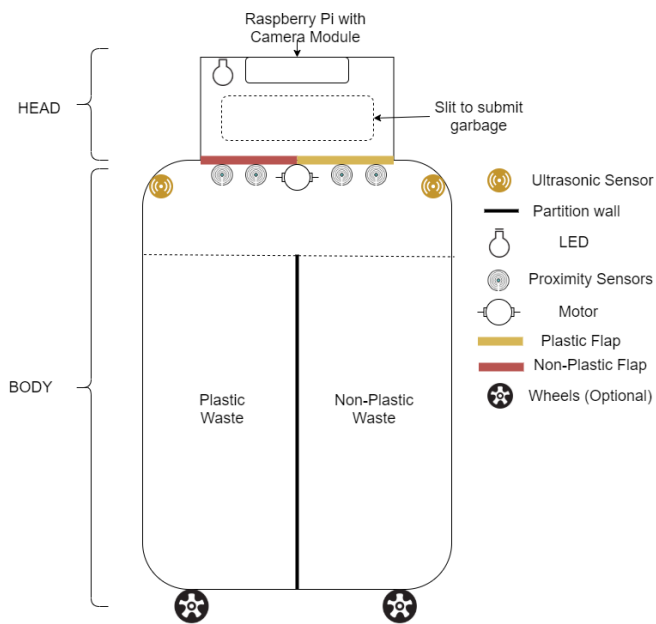 Raspberry Pi with
Camera Module
HEAD
Slit to submit
garbage
Ultrasonic Sensor
Partition wall
LED
Proximity Sensors
Motor
Plastic Flap
Non-Plastic Flap
Wheels (Optional)
BODY
Plastic
Waste
Non-Plastic
Waste